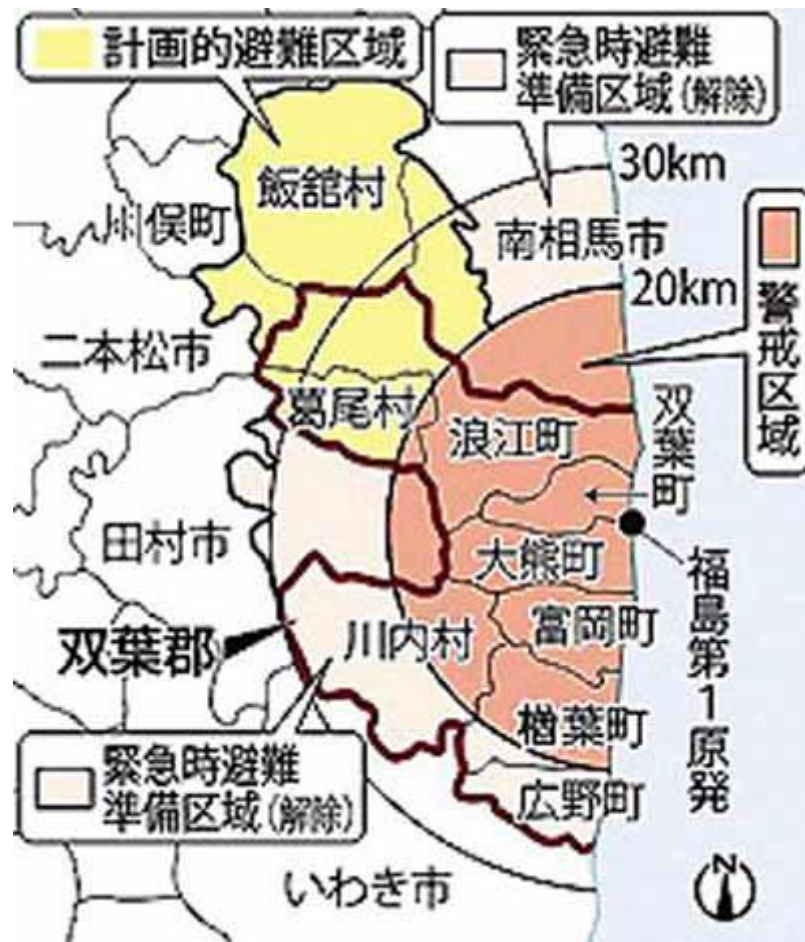 計画的避難区域
緊急時避難
準備区域(解除)
30km
飯舘村
川俣町
南相馬市
20km
警戒区域
二本松市
葛尾村
浪江町
双葉町
田村市
大熊町
福島第1原発
富岡町
双葉郡
川内村
楢葉町
緊急時避難
準備区域(解除)
広野町
いわき市
N